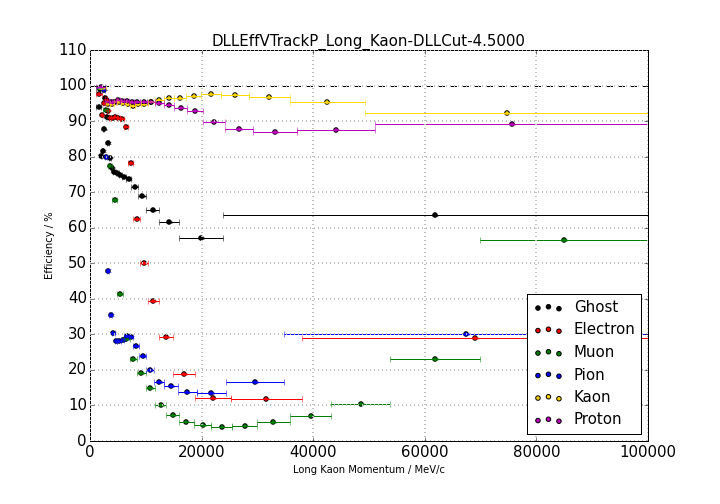 DLLEffVTrackP_Long_Kaon-DLLCut-4.5000
110
100
90
80
70
60
50
40
30
20
10
0
Efficiency / %
Ghost
Electron
Muon
Pion
Kaon
Proton
0 20000 40000 60000 80000 100000
Long Kaon Momentum / MeV/c